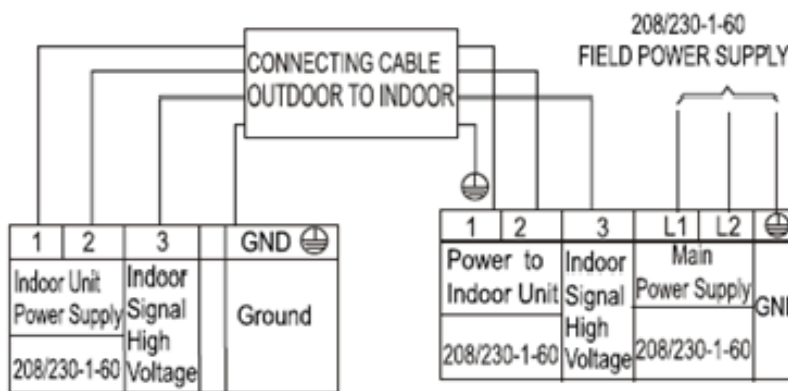 208/230-1-60
FIELD POWER SUPPLY
CONNECTING CABLE
OUTDOOR TO INDOOR
1 2 3 GND
Indoor Unit
Power Supply
208/230-1-60
Indoor
Signal
High
Voltage
Ground
1 2 3 L1 L2
Power to
Indoor Unit
208/230-1-60
Indoor
Signal
High
Voltage
Main
Power Supply
208/230-1-60
GND